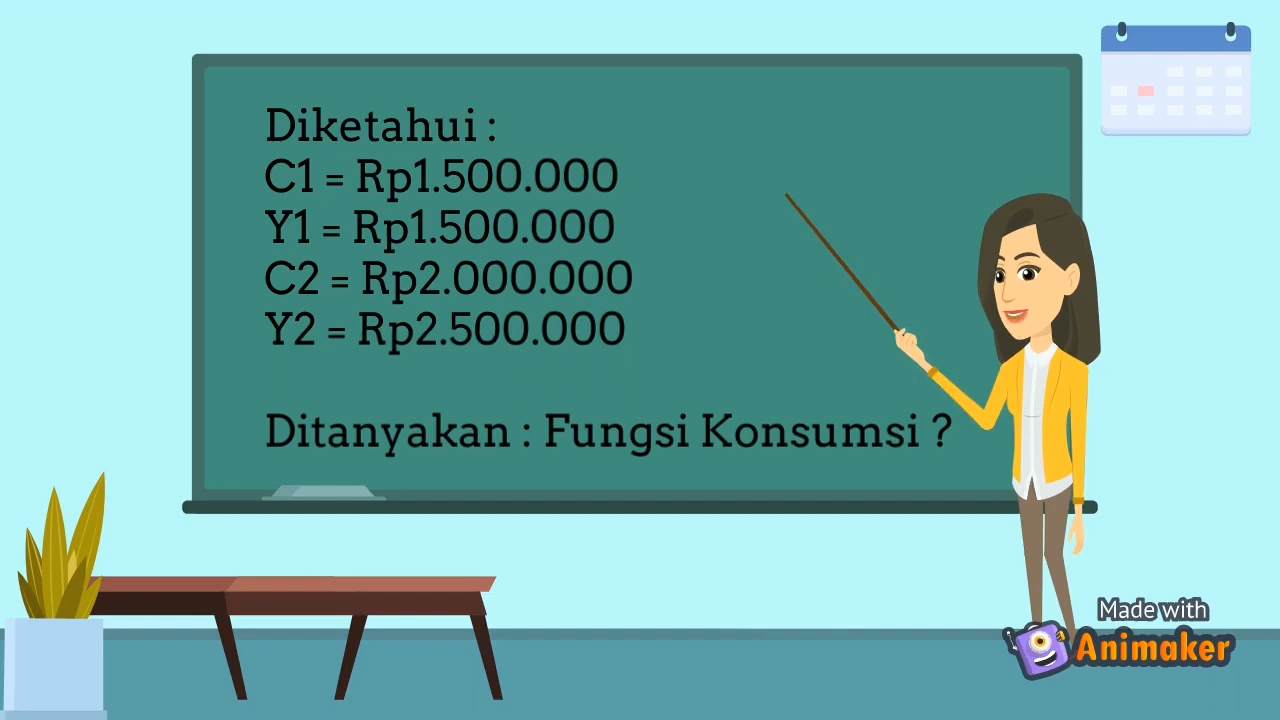 Diketahui :
C1 = Rp1.500.000
Y1 = Rp1.500.000
C2 = Rp2.000.000
Y2 = Rp2.500.000
Ditanyakan : Fungsi Konsumsi ?
Made with
Animaker